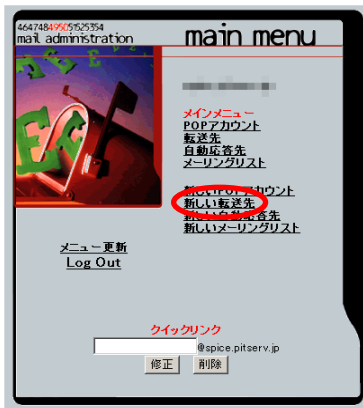 464748495051525354
mail administration
main menu
メインメニュー
POPアカウント
転送先
自動応答先
メーリングリスト
新しいPOPアカウント
新しい転送先
新しい自動応答先
新しいメーリングリスト
メニュー更新
Log Out
クイックリンク
@spice.pitserv.jp
修正 削除